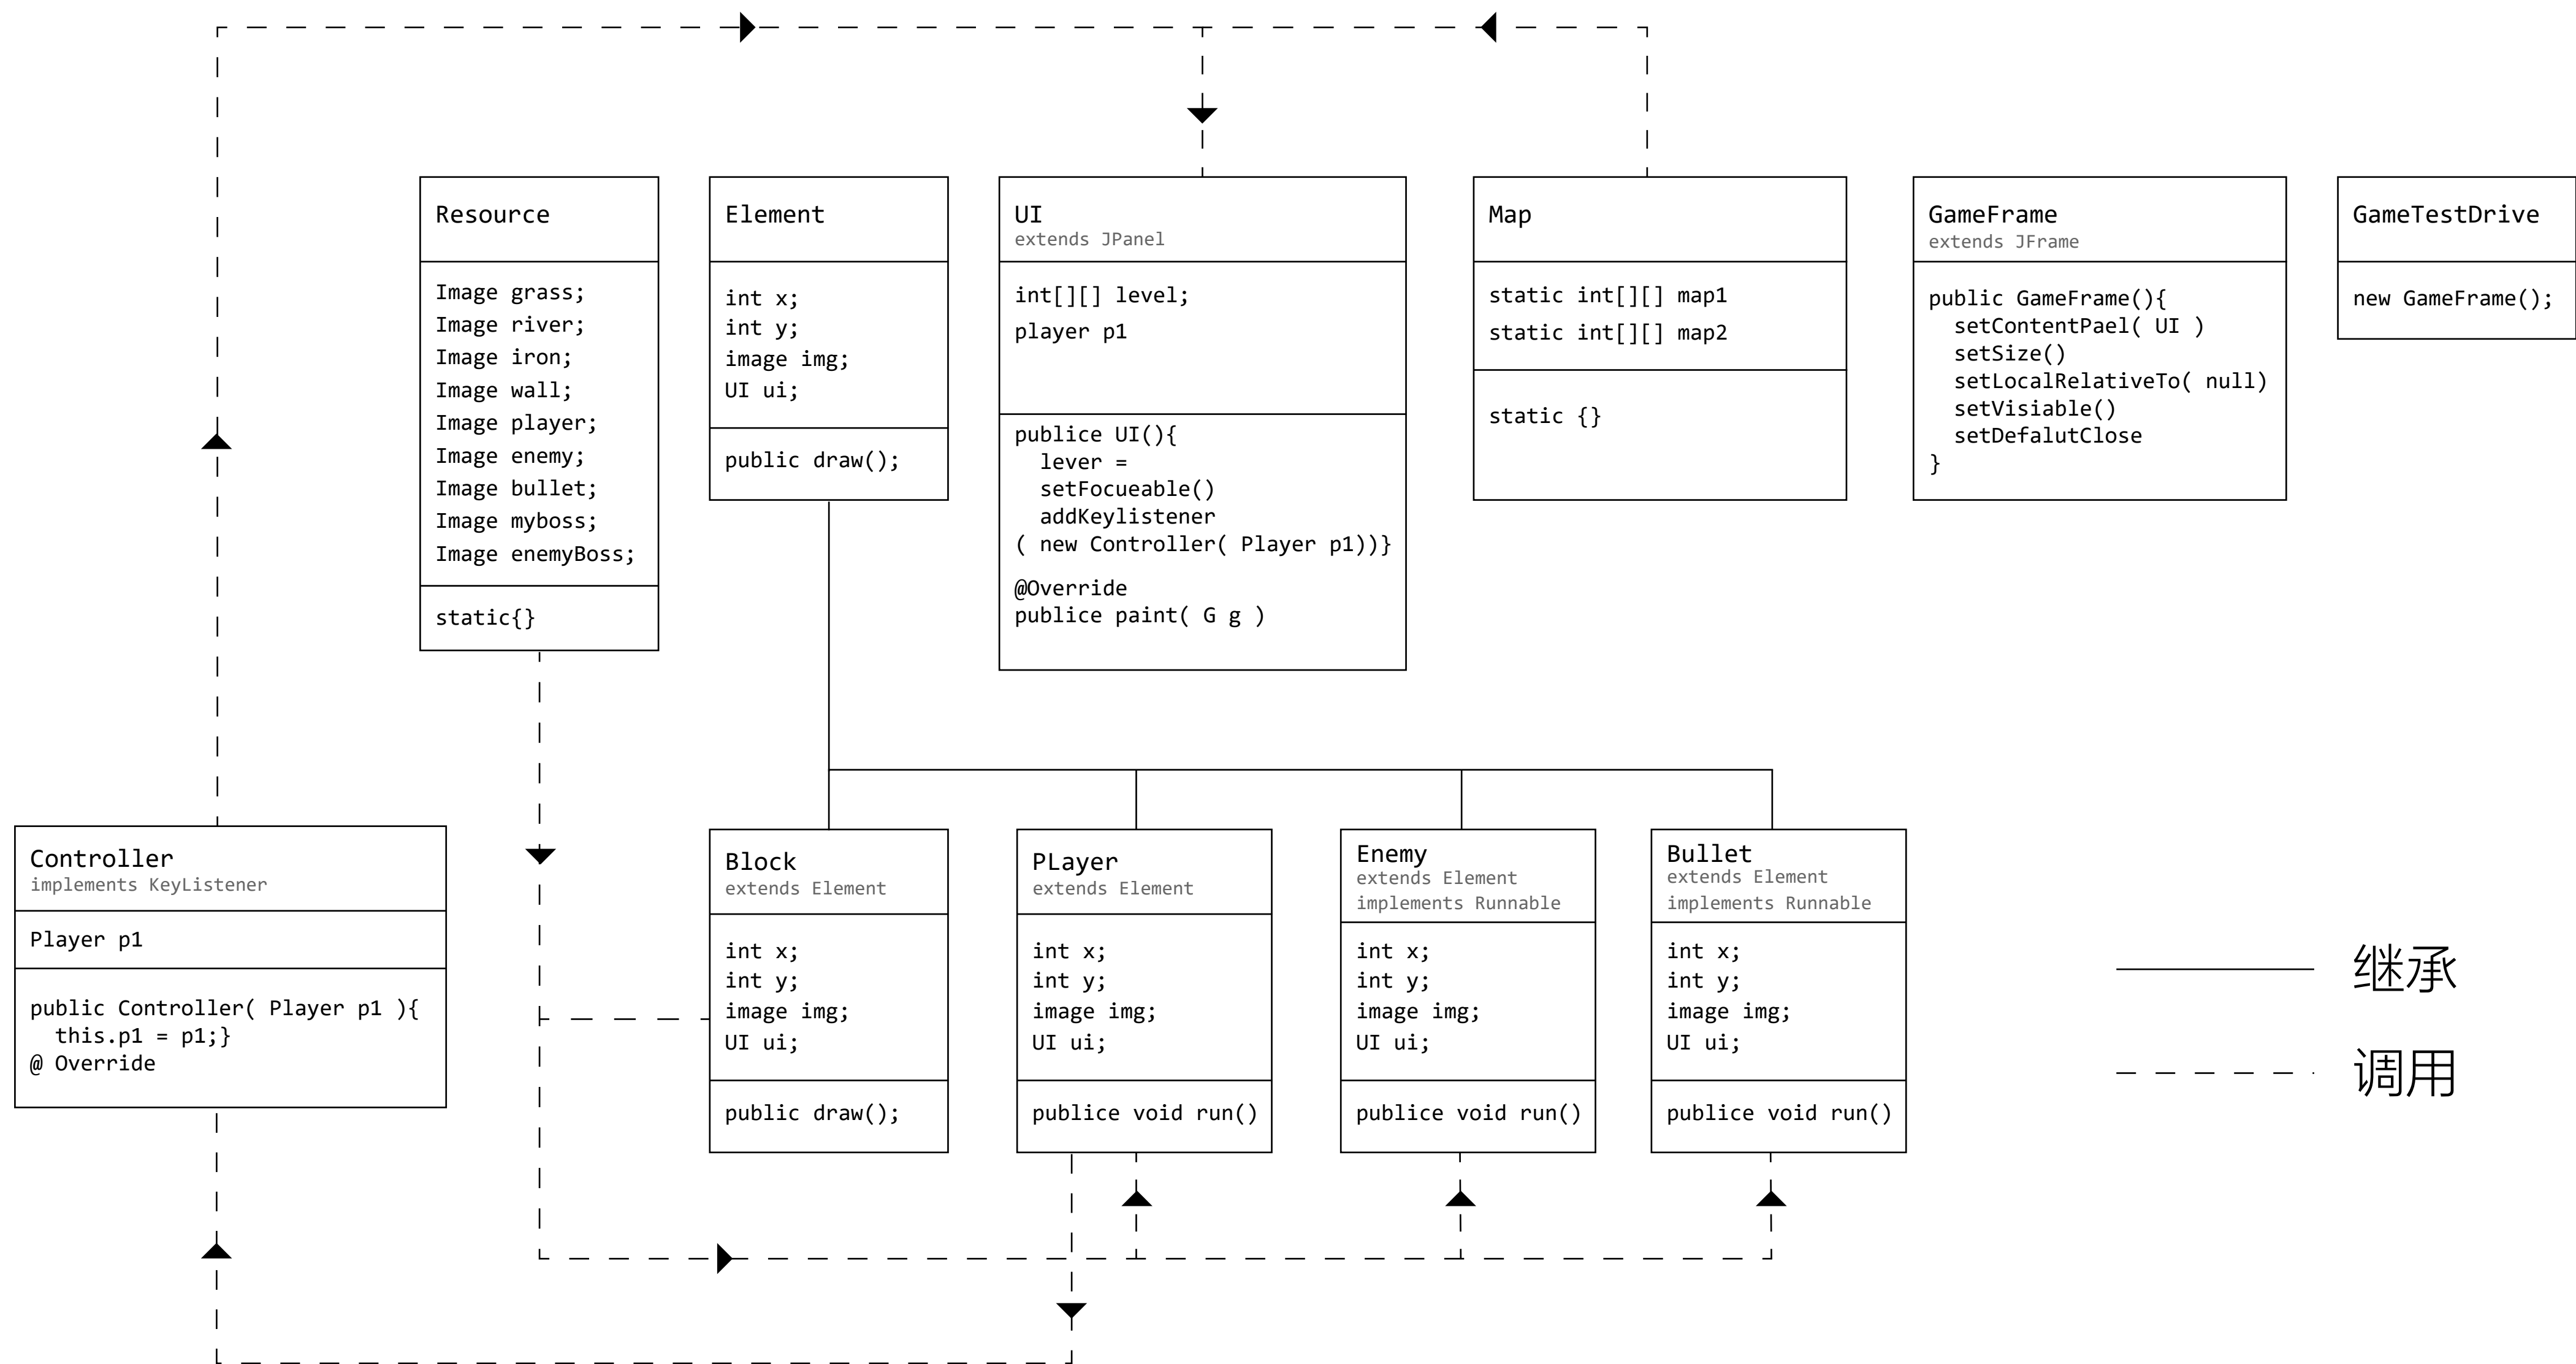 Resource
Image grass;
Image river;
Image iron;
Image wall;
Image player;
Image enemy;
Image bullet;
Image myboss;
Image enemyBoss;
static{}
Element
int x;
int y;
image img;
UI ui;
public draw();
UI
extends JPanel
int[][] level;
player p1
publice UI(){
lever =
setFocueable()
addKeylistener
( new Controller( Player p1))}
@Override
publice paint( G g )
Map
static int[][] map1
static int[][] map2
static {}
GameFrame
extends JFrame
public GameFrame(){
setContentPael( UI )
setSize()
setLocalRelativeTo( null)
setVisiable()
setDefalutClose
}
GameTestDrive
new GameFrame();
Controller
implements KeyListener
Player p1
public Controller( Player p1 ){
this.p1 = p1;}
@ Override
Block
extends Element
int x;
int y;
image img;
UI ui;
public draw();
PLayer
extends Element
int x;
int y;
image img;
UI ui;
publice void run()
Enemy
extends Element
implements Runnable
int x;
int y;
image img;
UI ui;
publice void run()
Bullet
extends Element
implements Runnable
int x;
int y;
image img;
UI ui;
publice void run()
继承
调用